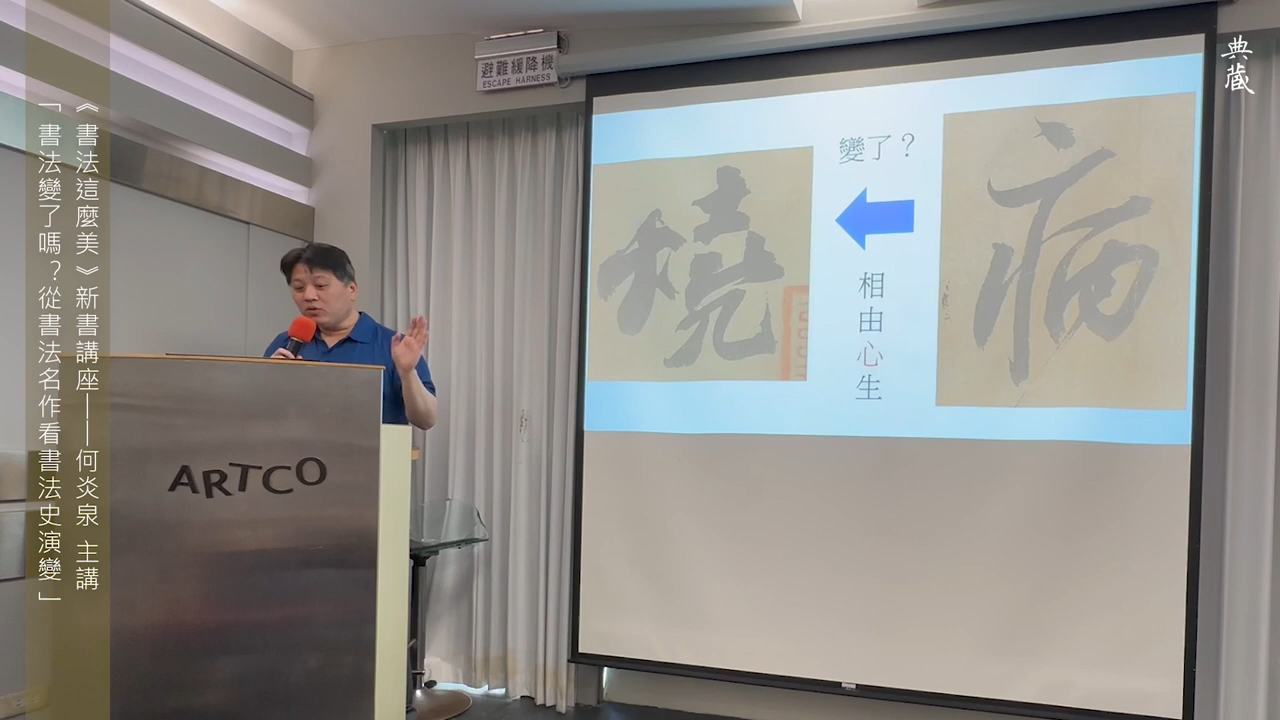 《書法這麼美》新書講座——何炎泉 主講
「書法變了嗎？從書法名作看書法史演變」
避難緩降機
ESCAPE HARNESS
ARTCO
燒
變了？
相由心生
病
典藏